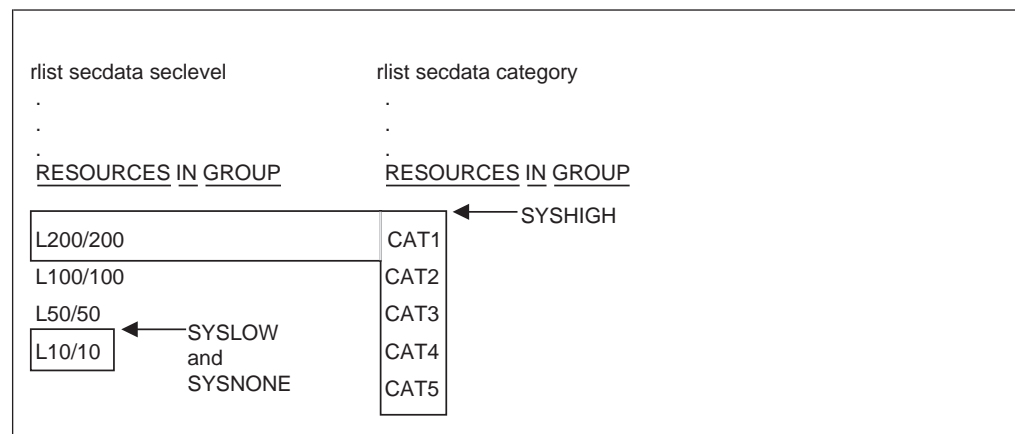 rlist secdata seclevel
.
.
.
RESOURCES IN GROUP
L200/200
L100/100
L50/50
L10/10
SYSLOW
and
SYSNONE
rlist secdata category
.
.
.
RESOURCES IN GROUP
SYSHIGH
CAT1
CAT2
CAT3
CAT4
CAT5